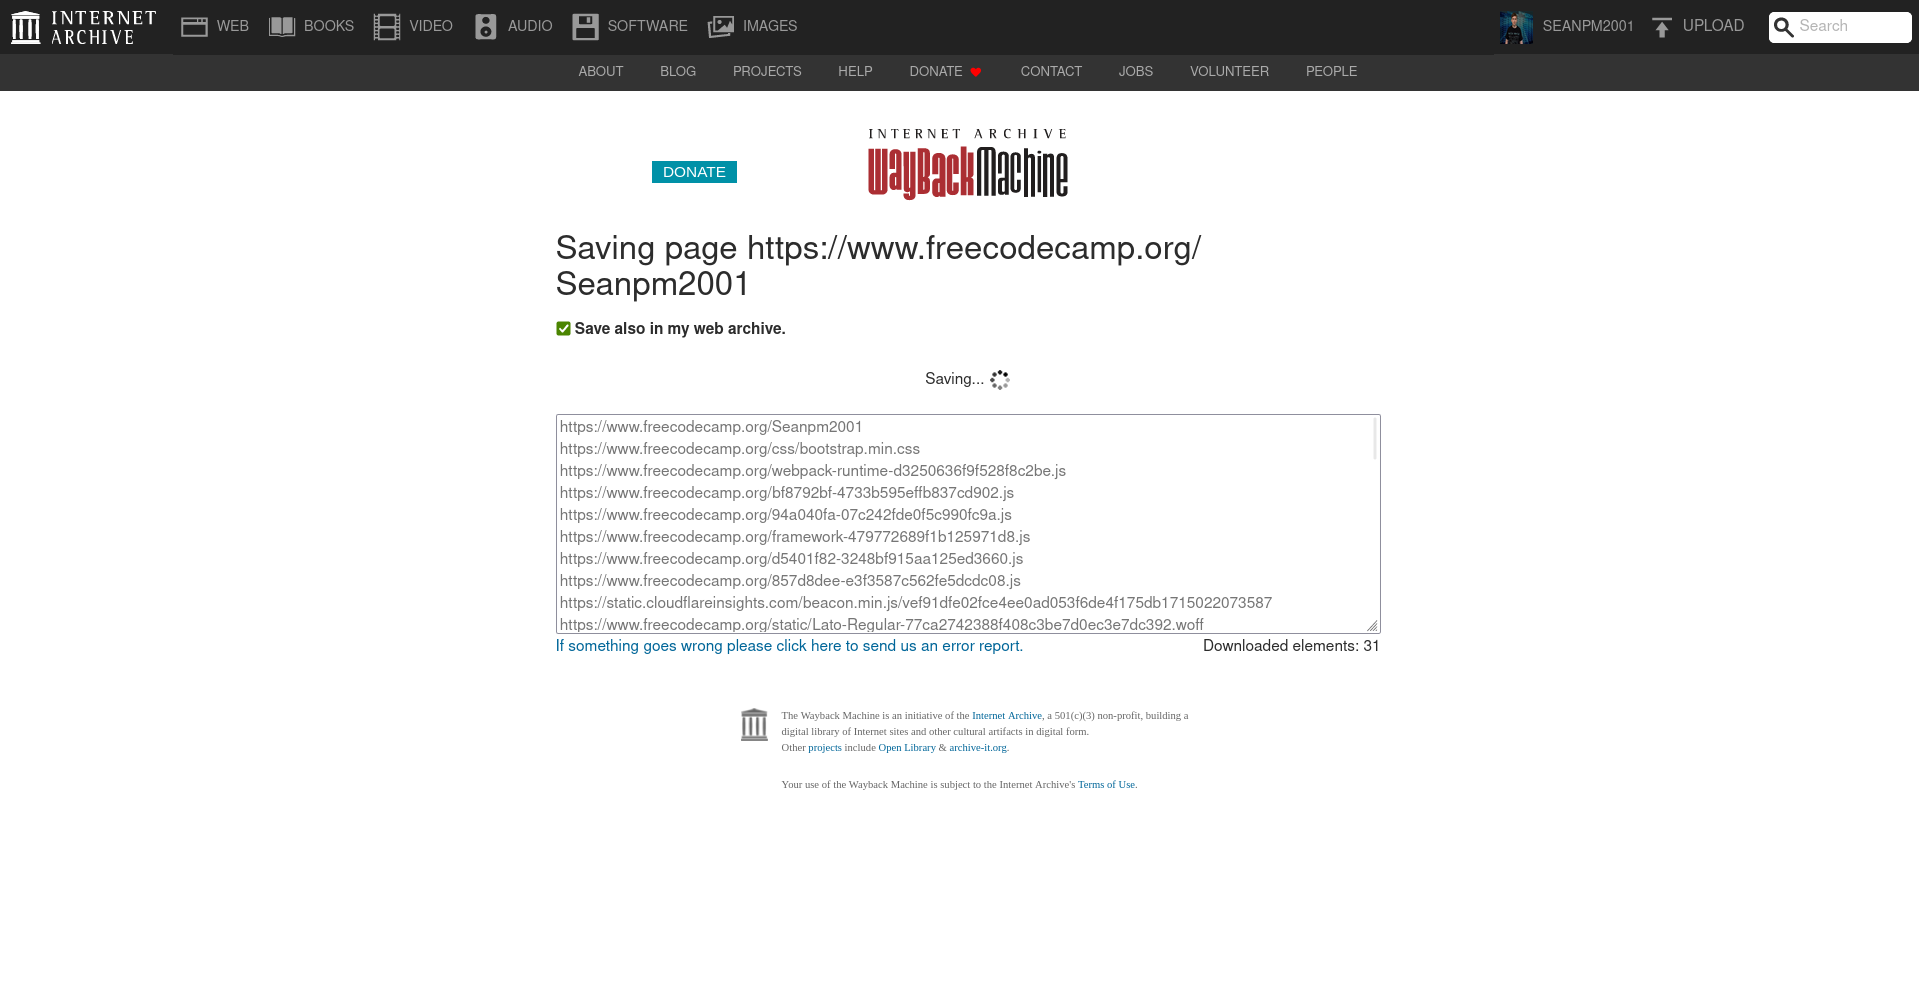 INTERNET ARCHIVE
WEB BOOKS VIDEO AUDIO SOFTWARE IMAGES
SEANPM2001 UPLOAD Search
ABOUT BLOG PROJECTS HELP DONATE CONTACT JOBS VOLUNTEER PEOPLE
INTERNET ARCHIVE
WayBackMachine
DONATE
Saving page https://www.freecodecamp.org/
Seanpm2001
Save also in my web archive.
Saving...
https://www.freecodecamp.org/Seanpm2001
https://www.freecodecamp.org/css/bootstrap.min.css
https://www.freecodecamp.org/webpack-runtime-d3250636f9f528f8c2be.js
https://www.freecodecamp.org/bf8792bf-4733b595effb837cd902.js
https://www.freecodecamp.org/94a040fa-07c242fde0f5c990fc9a.js
https://www.freecodecamp.org/framework-479772689f1b125971d8.js
https://www.freecodecamp.org/d5401f82-3248bf915aa125ed3660.js
https://www.freecodecamp.org/857d8dee-e3f3587c562fe5dcdc08.js
https://static.cloudflareinsights.com/beacon.min.js/vef91dfe02fce4ee0ad053f6de4f175db1715022073587
https://www.freecodecamp.org/static/Lato-Regular-77ca2742388f408c3be7d0ec3e7dc392.woff
If something goes wrong please click here to send us an error report. Downloaded elements: 31
The Wayback Machine is an initiative of the Internet Archive, a 501(c)(3) non-profit, building a
digital library of Internet sites and other cultural artifacts in digital form.
Other projects include Open Library & archive-it.org.
Your use of the Wayback Machine is subject to the Internet Archive's Terms of Use.